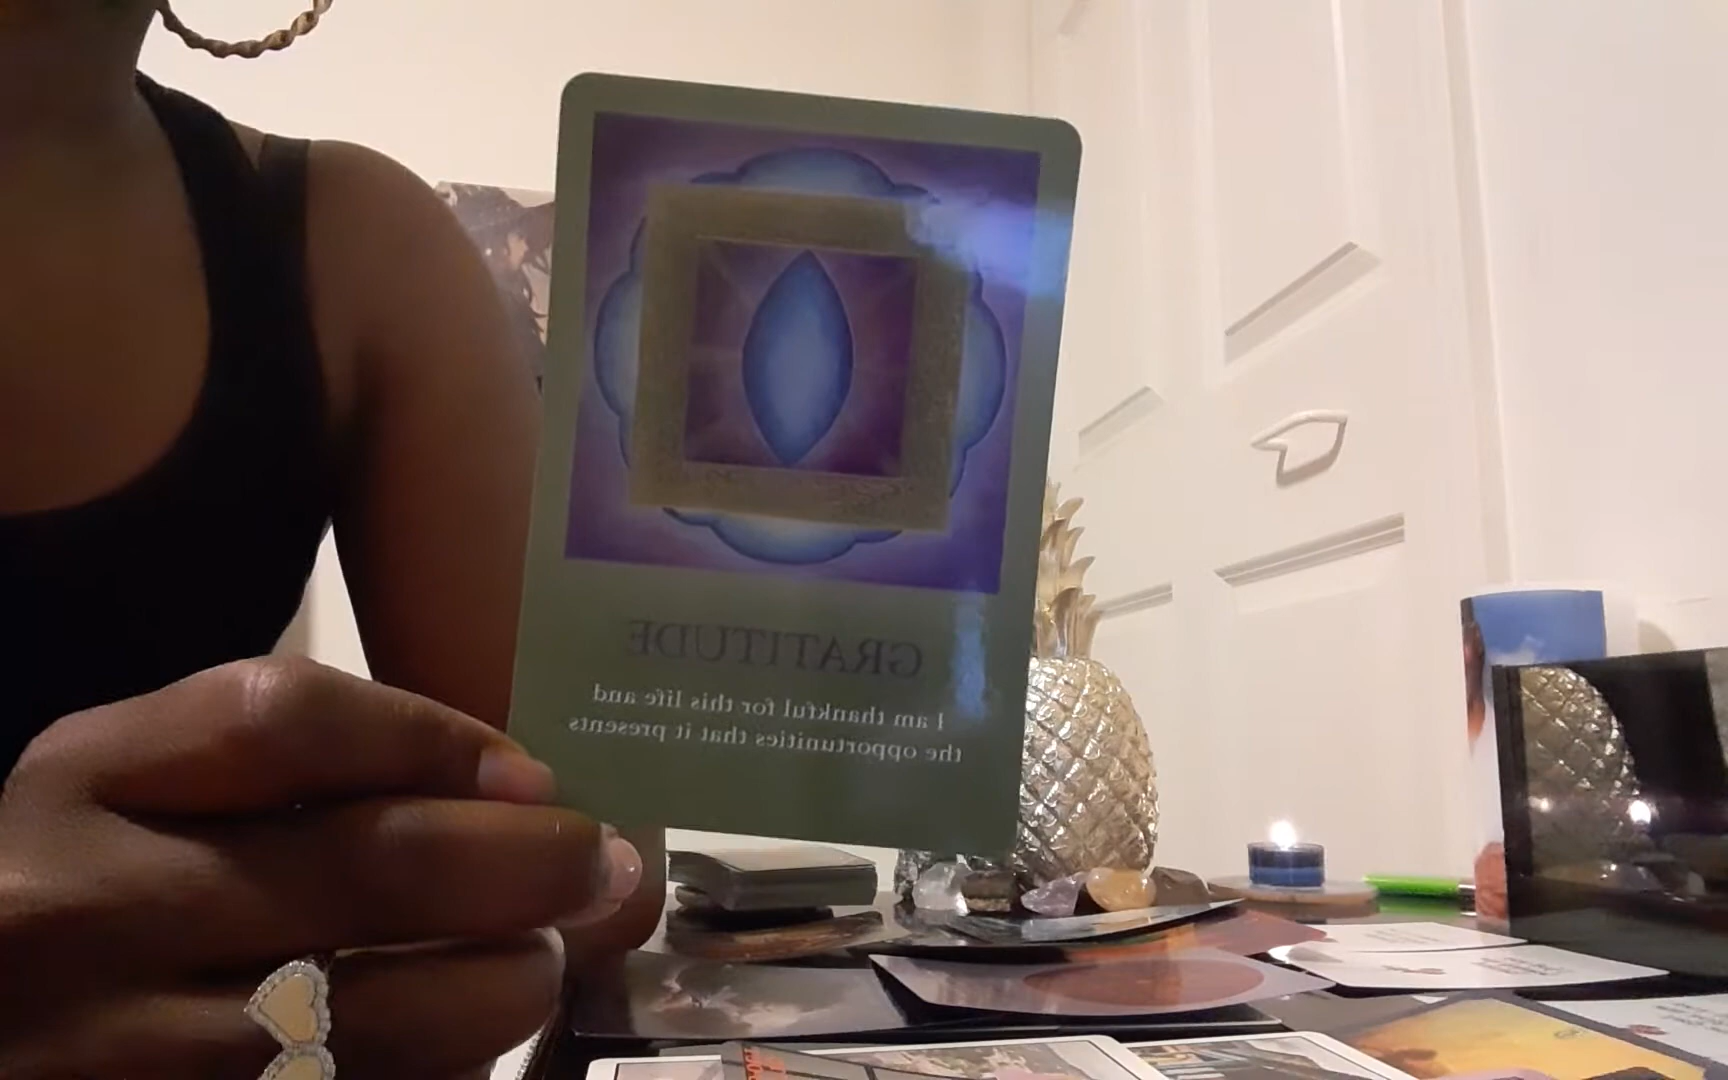 GRATITUDE
I am thankful for this life and
the opportunities that it presents